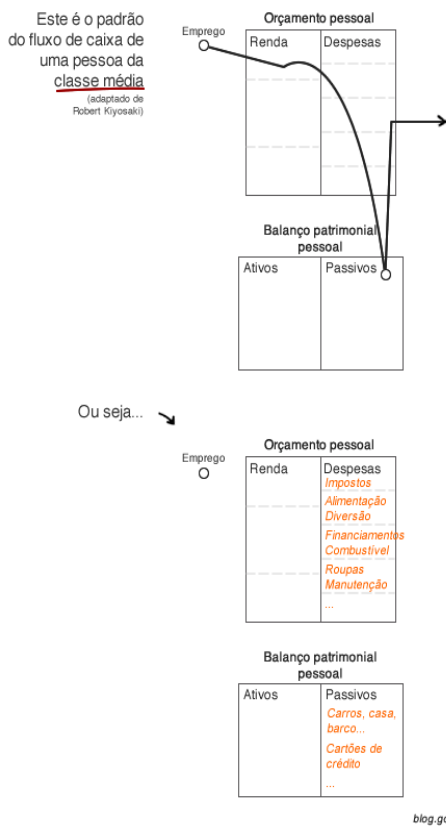 Este é o padrão
do fluxo de caixa de
uma pessoa da
classe média
(adaptado de
Robert Kiyosaki)
Emprego
Orçamento pessoal
Renda
Despesas
Balanço patrimonial
pessoal
Ativos
Passivos
Ou seja...
Emprego
Orçamento pessoal
Renda
Despesas
Impostos
Alimentação
Diversão
Financiamentos
Combustível
Roupas
Manutenção
...
Balanço patrimonial
pessoal
Ativos
Passivos
Carros, casa,
barco...
Cartões de
crédito
...